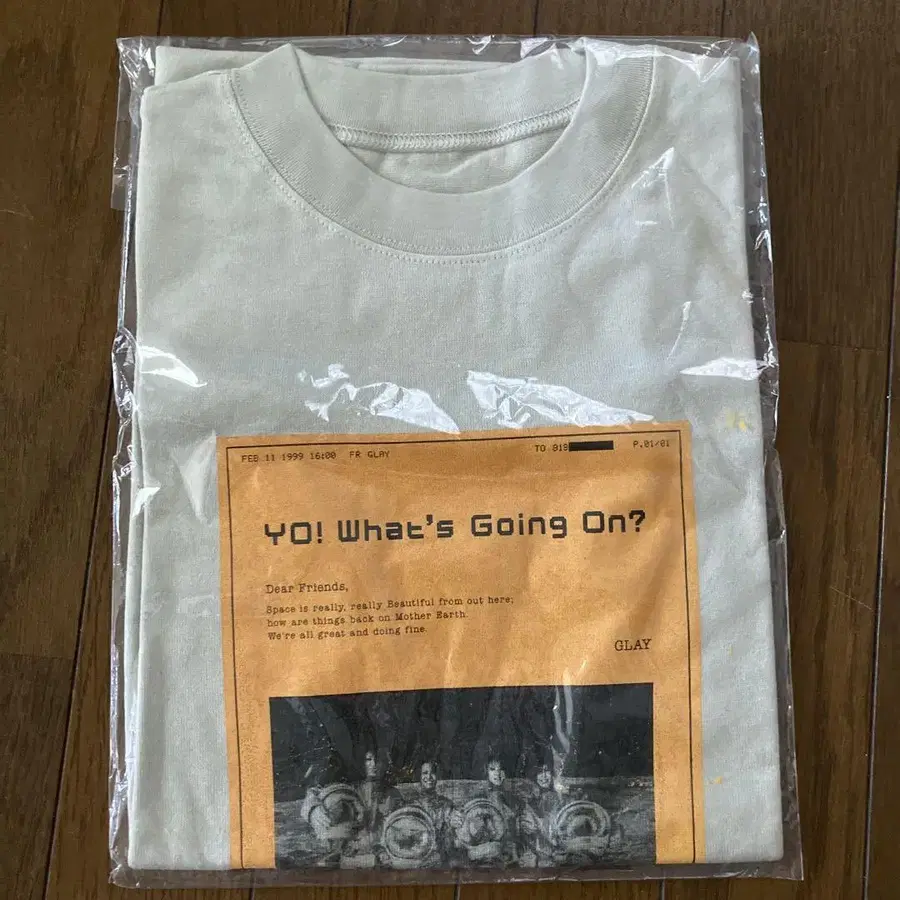 FEB 11 1999 16:00 FR GLAY TO 819 P.01/01
YO! What's Going On?
Dear Friends,
Space is really, really Beautiful from out here;
how are things back on Mother Earth.
We're all great and doing fine.
GLAY